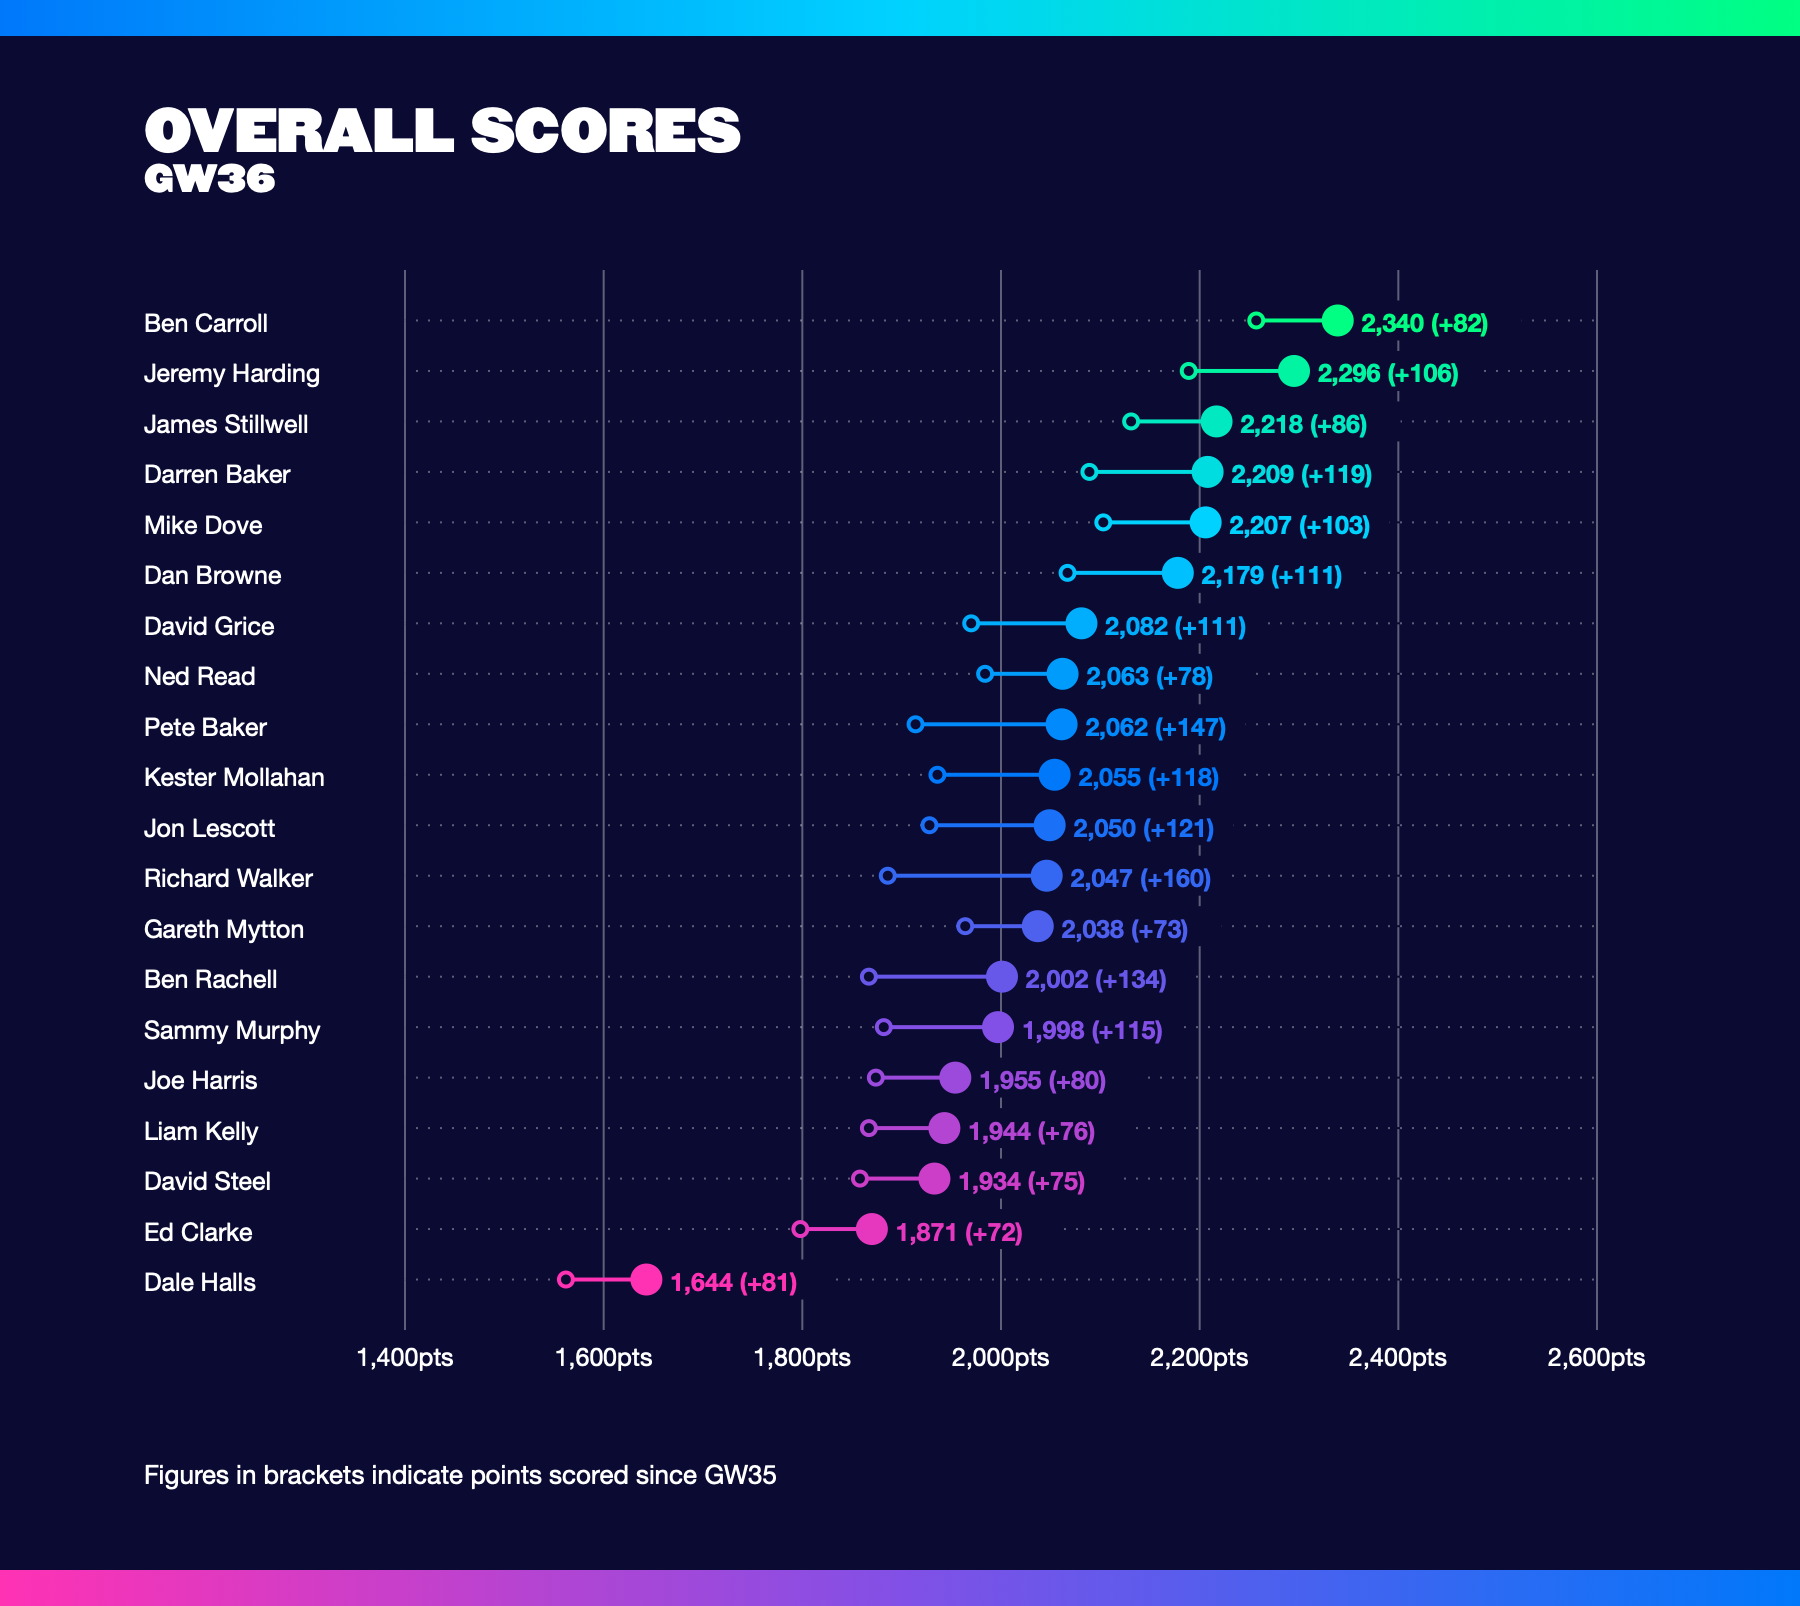 OVERALL SCORES
GW36
Ben Carroll 2,340 (+82)
Jeremy Harding 2,296 (+106)
James Stillwell 2,218 (+86)
Darren Baker 2,209 (+119)
Mike Dove 2,207 (+103)
Dan Browne 2,179 (+111)
David Grice 2,082 (+111)
Ned Read 2,063 (+78)
Pete Baker 2,062 (+147)
Kester Mollahan 2,055 (+118)
Jon Lescott 2,050 (+121)
Richard Walker 2,047 (+160)
Gareth Mytton 2,038 (+73)
Ben Rachell 2,002 (+134)
Sammy Murphy 1,998 (+115)
Joe Harris 1,955 (+80)
Liam Kelly 1,944 (+76)
David Steel 1,934 (+75)
Ed Clarke 1,871 (+72)
Dale Halls 1,644 (+81)
1,400pts 1,600pts 1,800pts 2,000pts 2,200pts 2,400pts 2,600pts
Figures in brackets indicate points scored since GW35